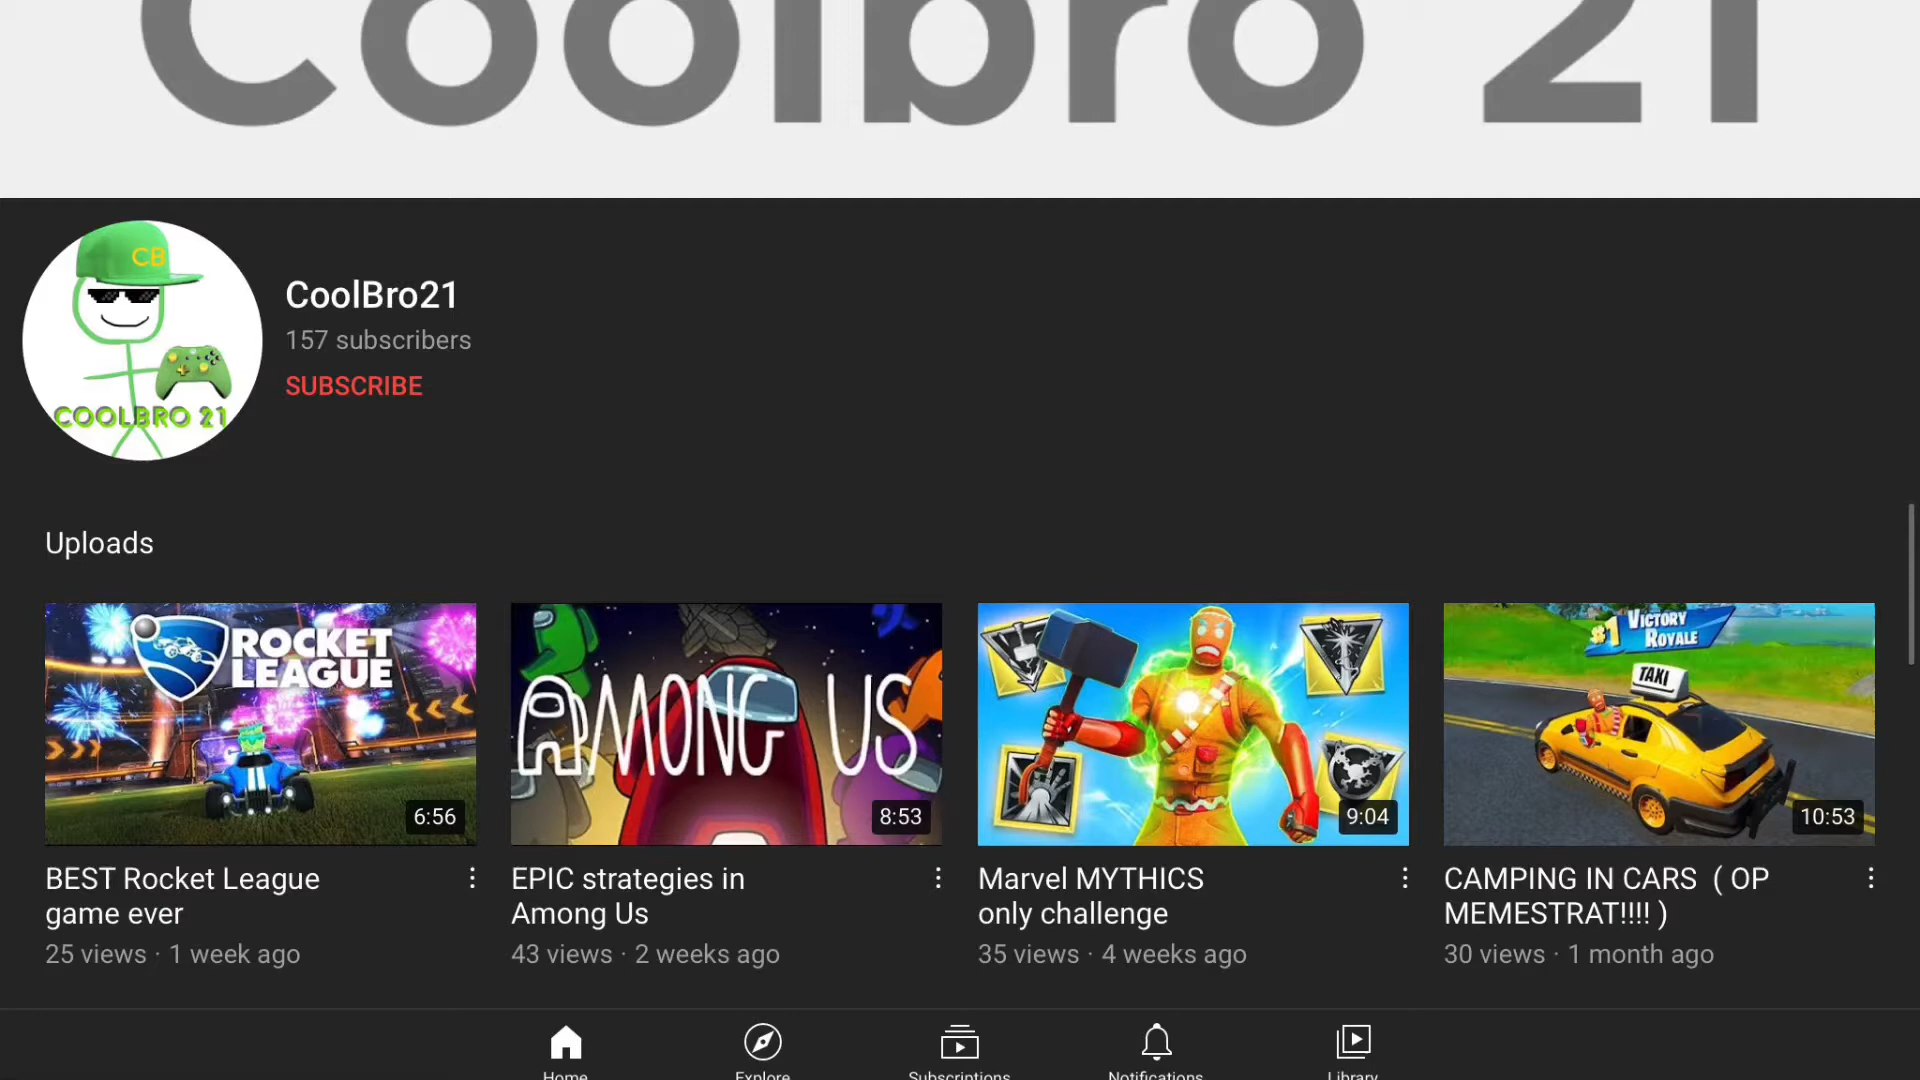 Coolbro 21
CB
COOLBRO 21
CoolBro21
157 subscribers
SUBSCRIBE
Uploads
ROCKET
LEAGUE
6:56
AMONG US
8:53
9:04
#1 VICTORY
ROYALE
TAXI
10:53
BEST Rocket League
game ever
25 views · 1 week ago
EPIC strategies in
Among Us
43 views · 2 weeks ago
Marvel MYTHICS
only challenge
35 views · 4 weeks ago
CAMPING IN CARS  ( OP
MEMESTRAT!!!! )
30 views · 1 month ago
Home
Explore
Subscriptions
Notifications
Library